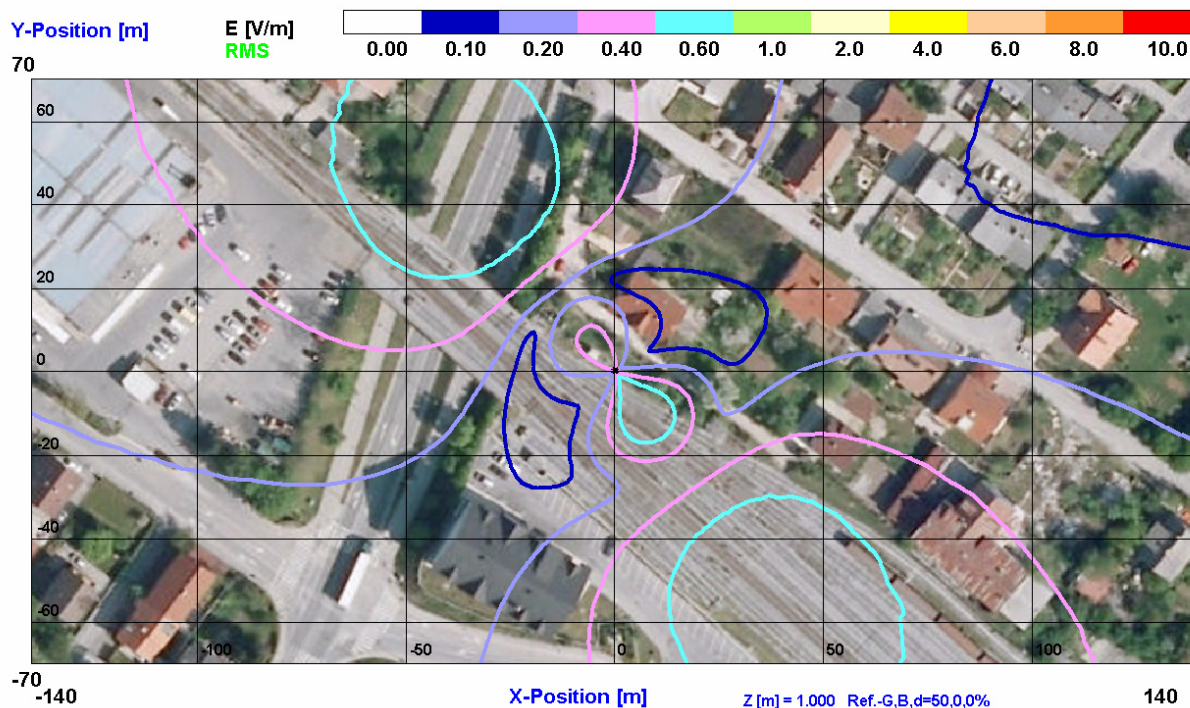 Y-Position [m] E [V/m]
RMS 0.00 0.10 0.20 0.40 0.60 1.0 2.0 4.0 6.0 8.0 10.0
70
60
40
20
0
-20
-40
-60
-100 -50 0 50 100
-70
-140 X-Position [m] Z [m] = 1.000 Ref.-G,B,d=50,0,0% 140